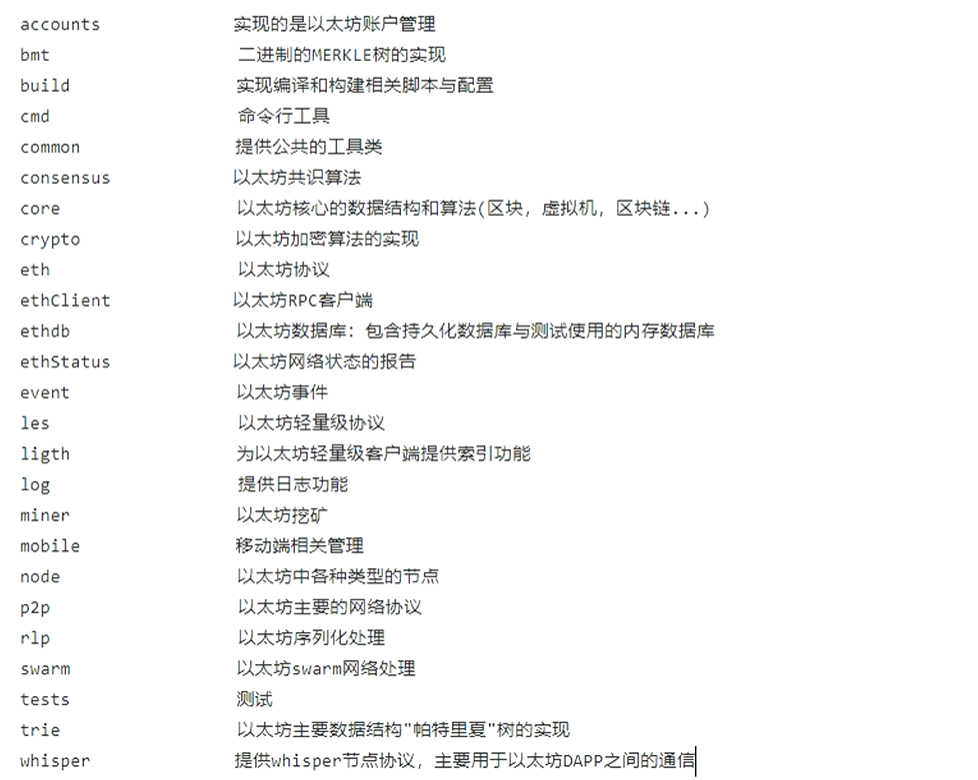 accounts 实现的是以太坊账户管理
bmt 二进制的MERKLE树的实现
build 实现编译和构建相关脚本与配置
cmd 命令行工具
common 提供公共的工具类
consensus 以太坊共识算法
core 以太坊核心的数据结构和算法(区块，虚拟机，区块链...)
crypto 以太坊加密算法的实现
eth 以太坊协议
ethClient 以太坊RPC客户端
ethdb 以太坊数据库：包含持久化数据库与测试使用的内存数据库
ethStatus 以太坊网络状态的报告
event 以太坊事件
les 以太坊轻量级协议
ligth 为以太坊轻量级客户端提供索引功能
log 提供日志功能
miner 以太坊挖矿
mobile 移动端相关管理
node 以太坊中各种类型的节点
p2p 以太坊主要的网络协议
rlp 以太坊序列化处理
swarm 以太坊swarm网络处理
tests 测试
trie 以太坊主要数据结构"帕特里夏"树的实现
whisper 提供whisper节点协议，主要用于以太坊DAPP之间的通信